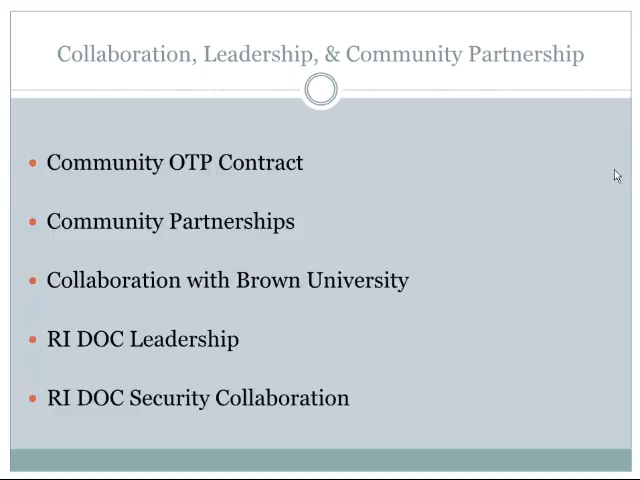 Collaboration, Leadership, & Community Partnership
Community OTP Contract
Community Partnerships
Collaboration with Brown University
RI DOC Leadership
RI DOC Security Collaboration